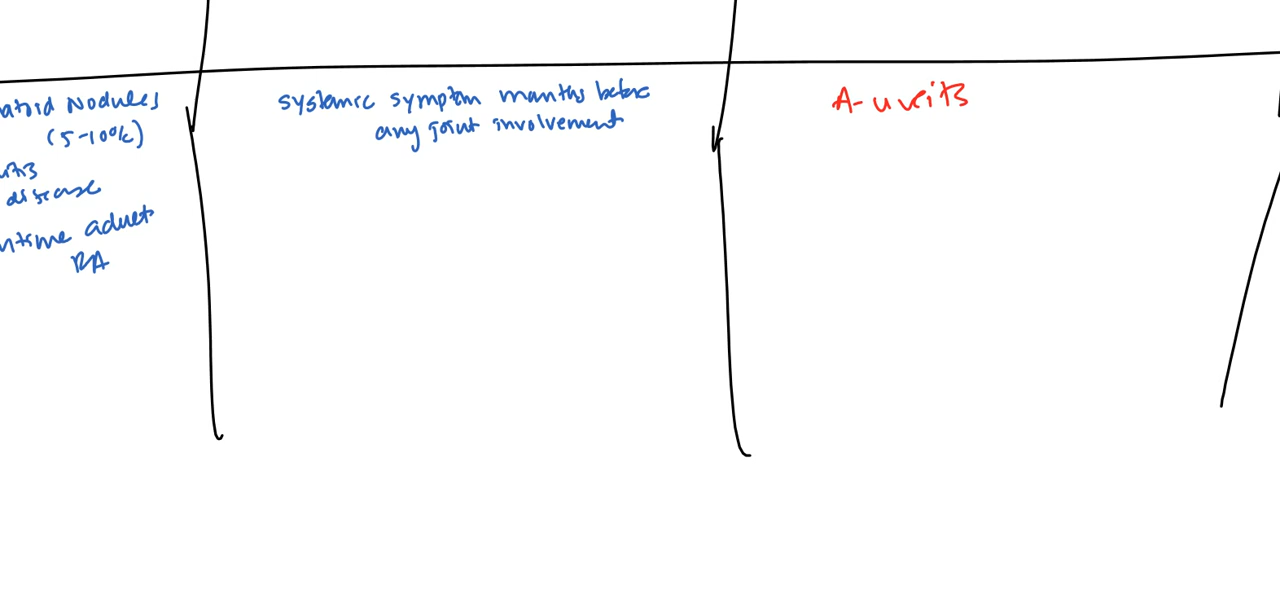 Nodules
(5-10%)
disease
adult
RA
systemic symptom months before
any joint involvement
A-uveitis